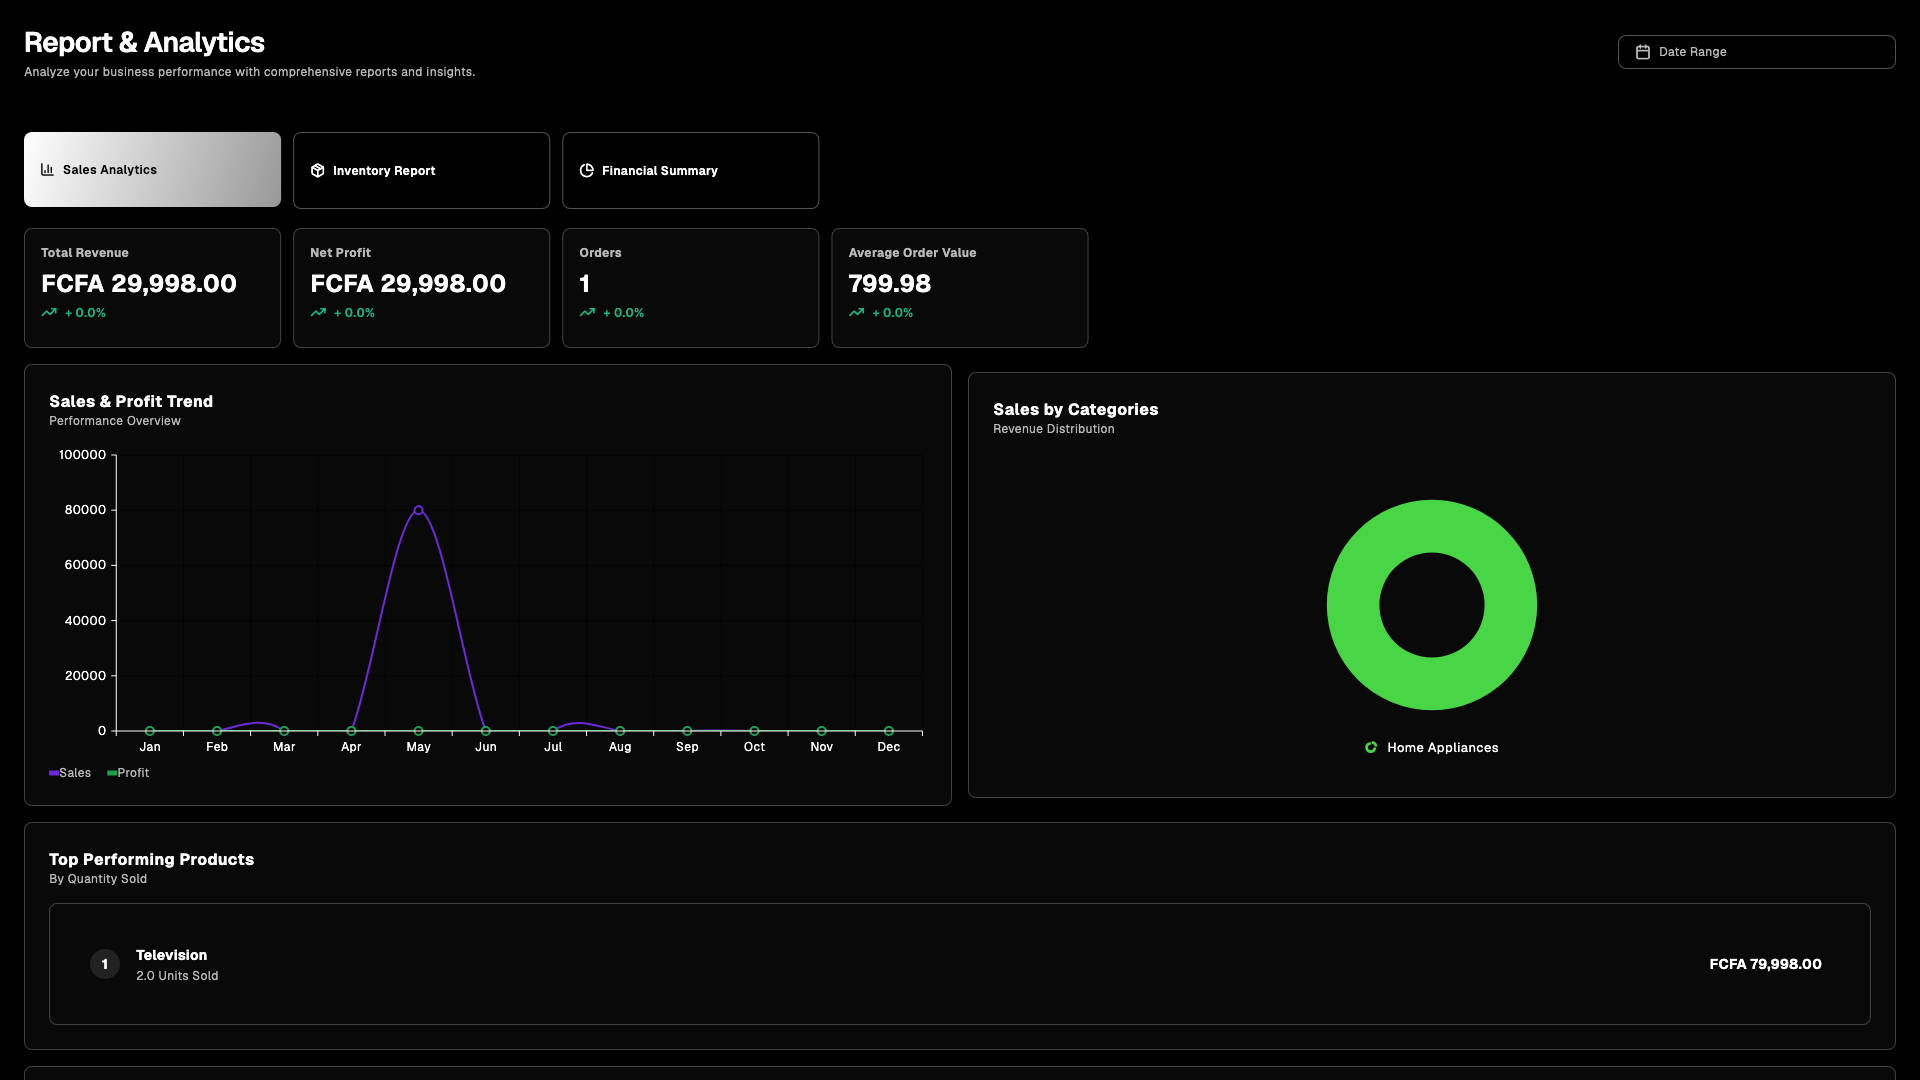 Report & Analytics
Analyze your business performance with comprehensive reports and insights.
Date Range
Sales Analytics
Inventory Report
Financial Summary
Total Revenue
FCFA 29,998.00
+ 0.0%
Net Profit
FCFA 29,998.00
+ 0.0%
Orders
1
+ 0.0%
Average Order Value
799.98
+ 0.0%
Sales & Profit Trend
Performance Overview
100000
80000
60000
40000
20000
0
Jan Feb Mar Apr May Jun Jul Aug Sep Oct Nov Dec
Sales Profit
Sales by Categories
Revenue Distribution
Home Appliances
Top Performing Products
By Quantity Sold
1
Television
2.0 Units Sold
FCFA 79,998.00